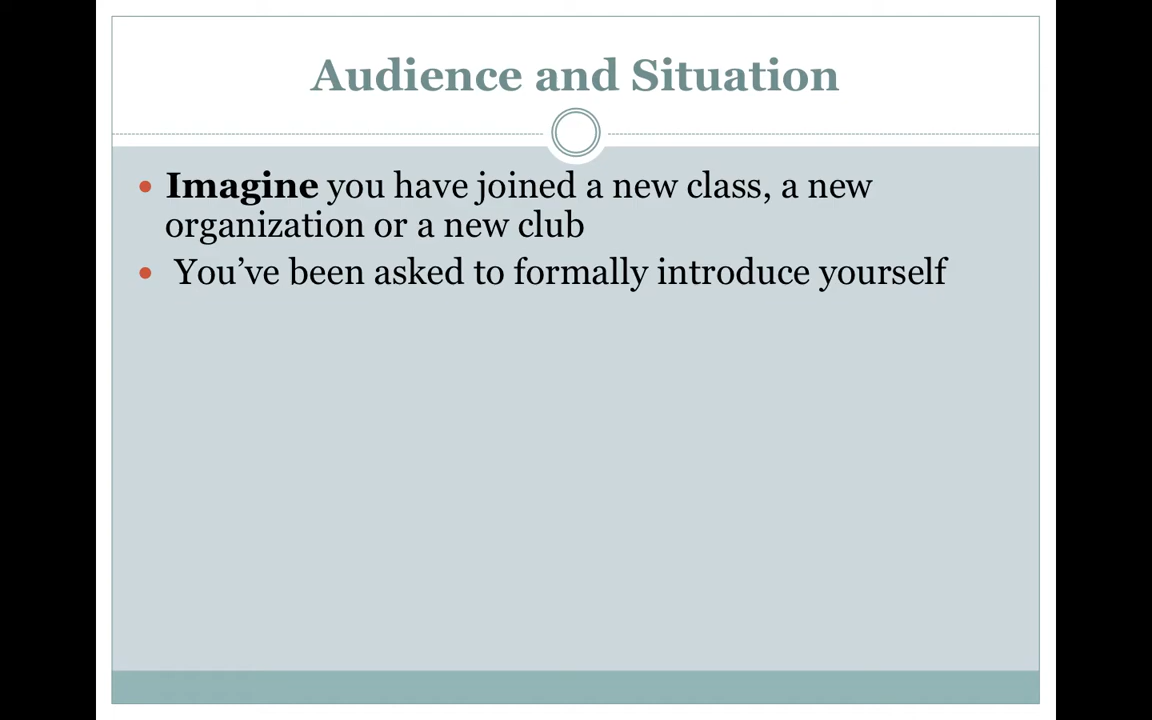 Audience and Situation
• Imagine you have joined a new class, a new
organization or a new club
• You’ve been asked to formally introduce yourself